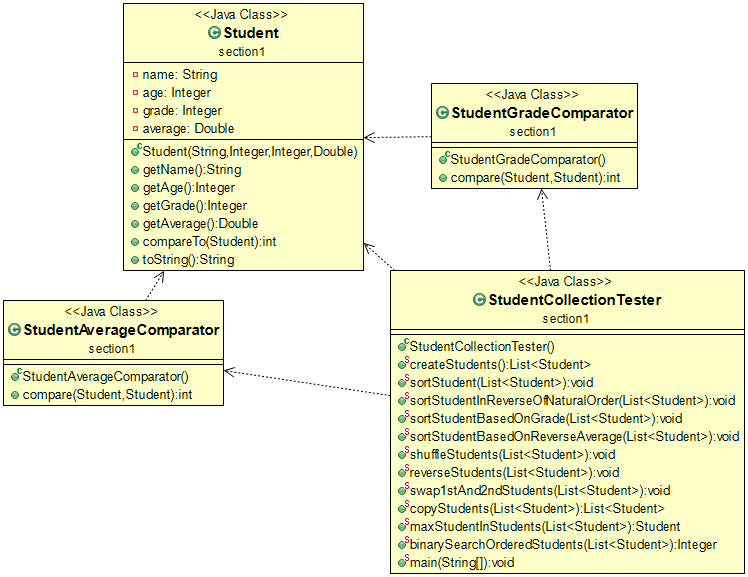 <<Java Class>>
Student
section1
name: String
age: Integer
grade: Integer
average: Double
Student(String,Integer,Integer,Double)
getName():String
getAge():Integer
getGrade():Integer
getAverage():Double
compareTo(Student):int
toString():String
<<Java Class>>
StudentGradeComparator
section1
StudentGradeComparator()
compare(Student,Student):int
<<Java Class>>
StudentAverageComparator
section1
StudentAverageComparator()
compare(Student,Student):int
<<Java Class>>
StudentCollectionTester
section1
StudentCollectionTester()
createStudents():List<Student>
sortStudent(List<Student>):void
sortStudentInReverseOfNaturalOrder(List<Student>):void
sortStudentBasedOnGrade(List<Student>):void
sortStudentBasedOnReverseAverage(List<Student>):void
shuffleStudents(List<Student>):void
reverseStudents(List<Student>):void
swap1stAnd2ndStudents(List<Student>):void
copyStudents(List<Student>):List<Student>
maxStudentInStudents(List<Student>):Student
binarySearchOrderedStudents(List<Student>):Integer
main(String[]):void